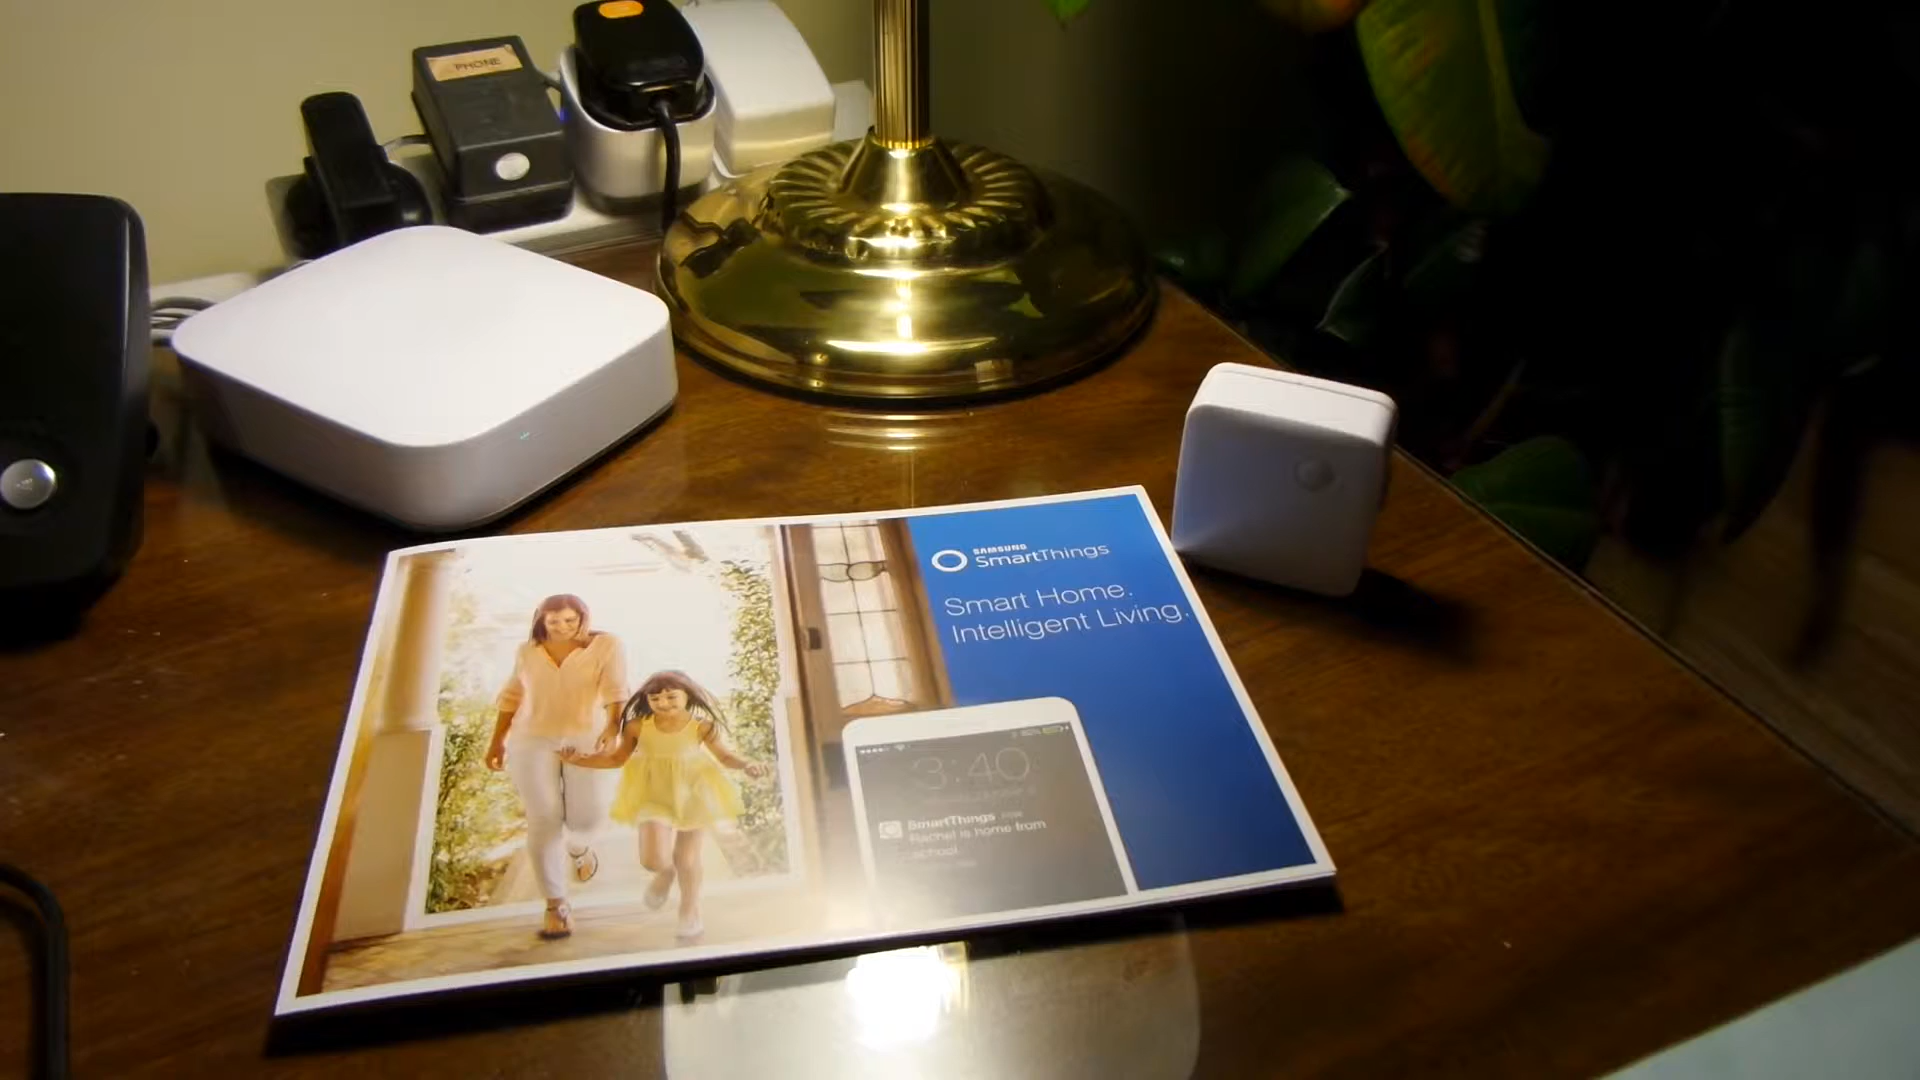 PHONE
SAMSUNG
SmartThings
Smart Home.
Intelligent Living.
3:40
SmartThings
Rachel is home from
school